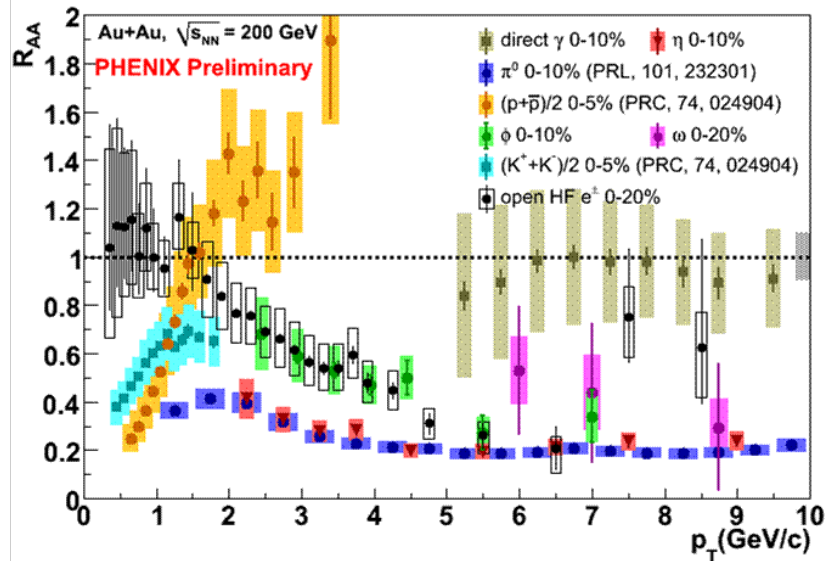 Au+Au, √s_NN = 200 GeV
PHENIX Preliminary
direct γ 0-10%
η 0-10%
π⁰ 0-10% (PRL, 101, 232301)
(p+p̅)/2 0-5% (PRC, 74, 024904)
φ 0-10%
ω 0-20%
(K⁺+K⁻)/2 0-5% (PRC, 74, 024904)
open HF e± 0-20%
R_AA
2
1.8
1.6
1.4
1.2
1
0.8
0.6
0.4
0.2
0
0 1 2 3 4 5 6 7 8 9 10
p_T(GeV/c)